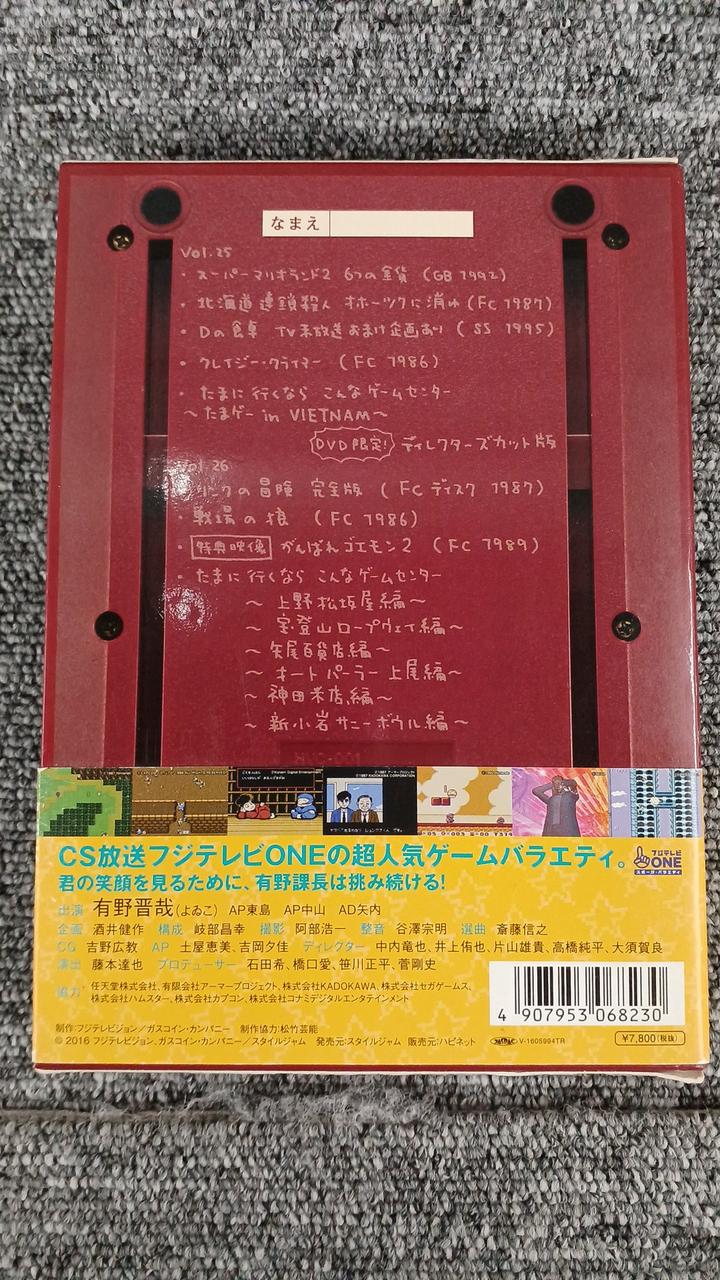 なまえ
Vol.25
・スーパーマリオランド2 6つの金貨 (GB 1992)
・北海道連鎖殺人 オホーツクに消ゆ (FC 1987)
・Dの食卓 TV未放送おまけ企画あり (SS 1995)
・クレイジー・クライマー (FC 1986)
・たまに行くなら こんなゲームセンター
～たまゲー in VIETNAM～
DVD限定! ディレクターズカット版
Vol.26
・リンクの冒険 完全版 (FCディスク 1987)
・戦場の狼 (FC 1986)
・特典映像 がんばれゴエモン2 (FC 1989)
・たまに行くなら こんなゲームセンター
～ 上野松坂屋編～
～ 宝登山ロープウェイ編～
～ 矢尾百貨店編～
～ オートパーラー 上尾編～
～ 神田米店編～
～ 新小岩サニーボウル編～
CS放送フジテレビONEの超人気ゲームバラエティ。
フジテレビ
ONE
スポーツ・バラエティ
君の笑顔を見るために、有野課長は挑み続ける!
出演 有野晋哉(よゐこ) AP東島 AP中山 AD矢内
企画 酒井健作 構成 岐部昌幸 撮影 阿部浩一 整音 谷澤宗明 選曲 斎藤信之
CG 吉野広教 AP 土屋恵美、吉岡夕佳 ディレクター 中内竜也、井上侑也、片山雄貴、高橋純平、大須賀良
演出 藤本達也 プロデューサー 石田希、橋口愛、笹川正平、菅剛史
協力 任天堂株式会社、有限会社アーマープロジェクト、株式会社KADOKAWA、株式会社セガゲームス、
株式会社ハムスター、株式会社カプコン、株式会社コナミデジタルエンタテインメント
4 907953 068230
制作 フジテレビジョン/ガスコイン・カンパニー 制作協力:松竹芸能
© 2016 フジテレビジョン、ガスコイン・カンパニー/スタイルジャム 発売元:スタイルジャム 販売元:ハピネット
V-1605994TR
¥7,800(税抜)